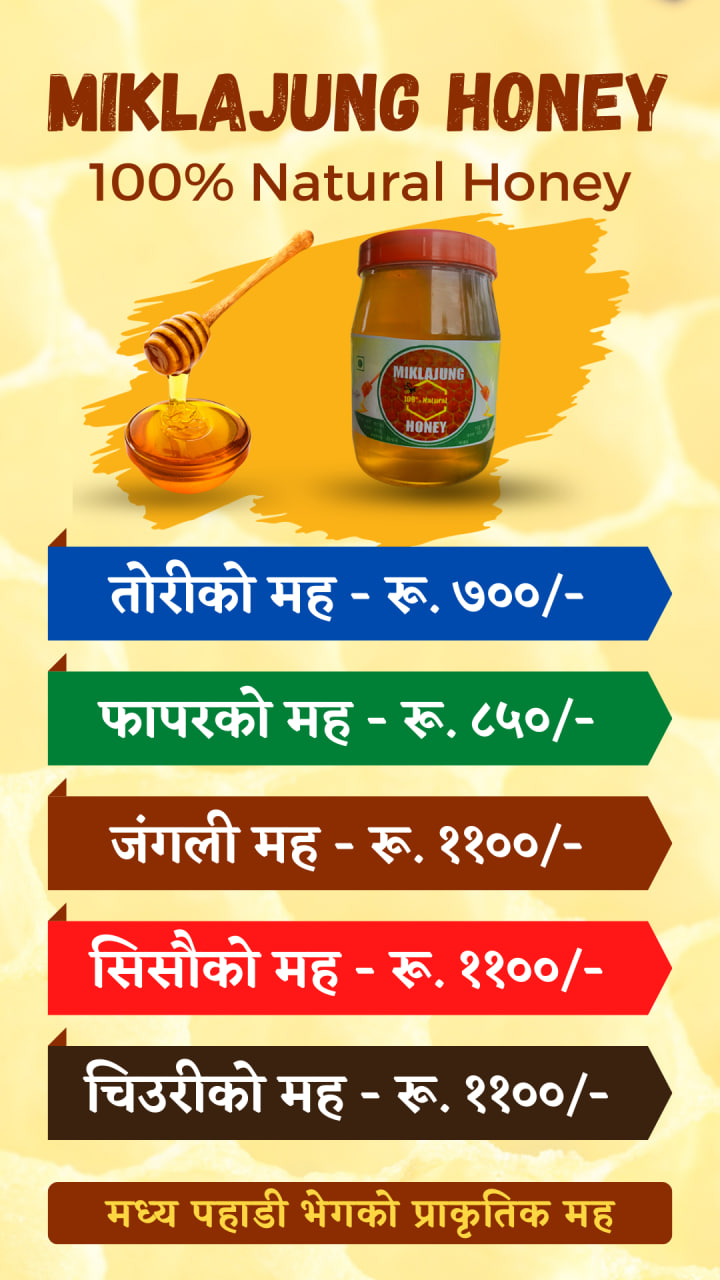 MIKLAJUNG HONEY
100% Natural Honey
MIKLAJUNG
100% Natural
HONEY
तोरीको मह - रू. ७००/-
फापरको मह - रू. ८५०/-
जंगली मह - रू. ११००/-
सिसौको मह - रू. ११००/-
चिउरीको मह - रू. ११००/-
मध्य पहाडी भेगको प्राकृतिक मह